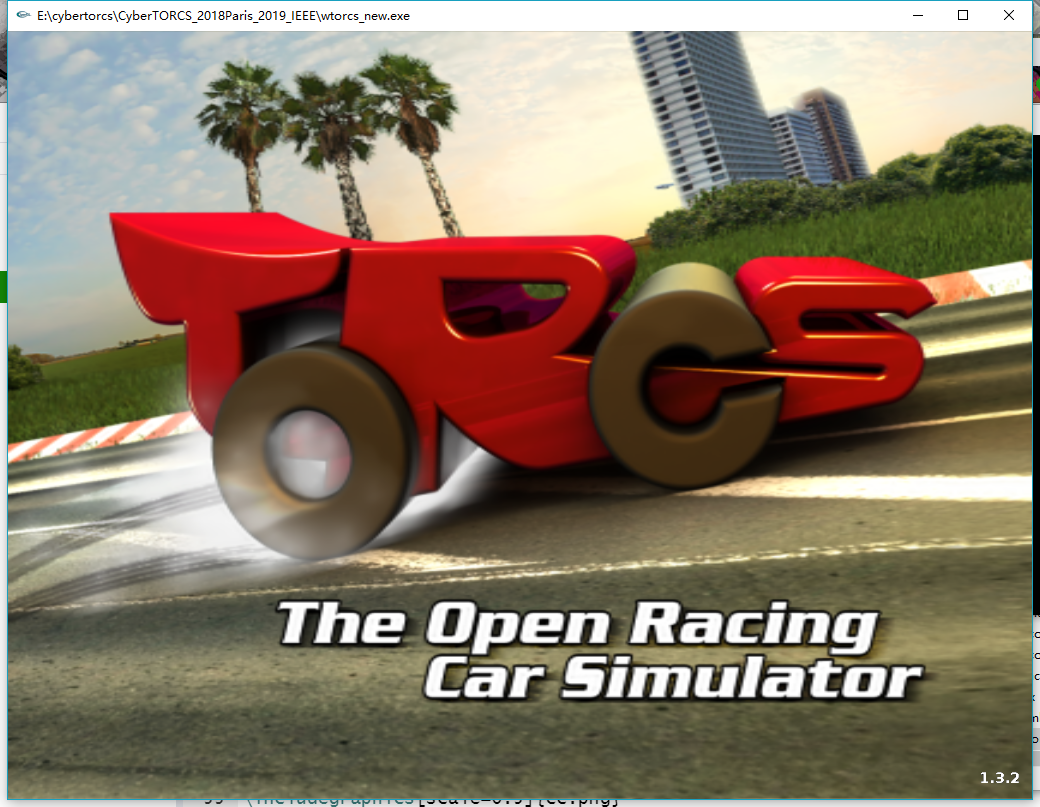 E:\cybertorcs\CyberTORCS_2018Paris_2019_IEEE\wtorcs_new.exe
TORCS
The Open Racing
Car Simulator
1.3.2